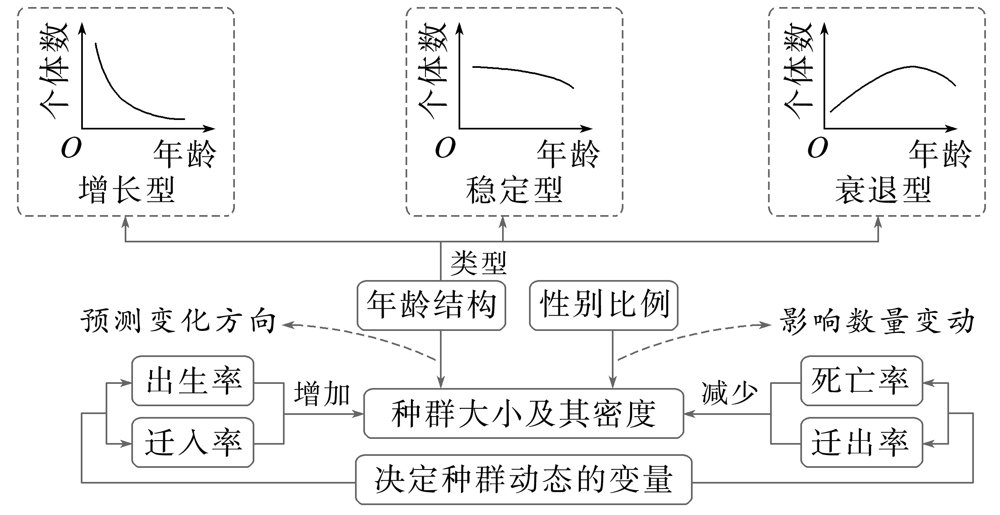 个体数
O
年龄
增长型
个体数
O
年龄
稳定型
个体数
O
年龄
衰退型
类型
年龄结构
性别比例
预测变化方向
影响数量变动
出生率
迁入率
增加
种群大小及其密度
减少
死亡率
迁出率
决定种群动态的变量